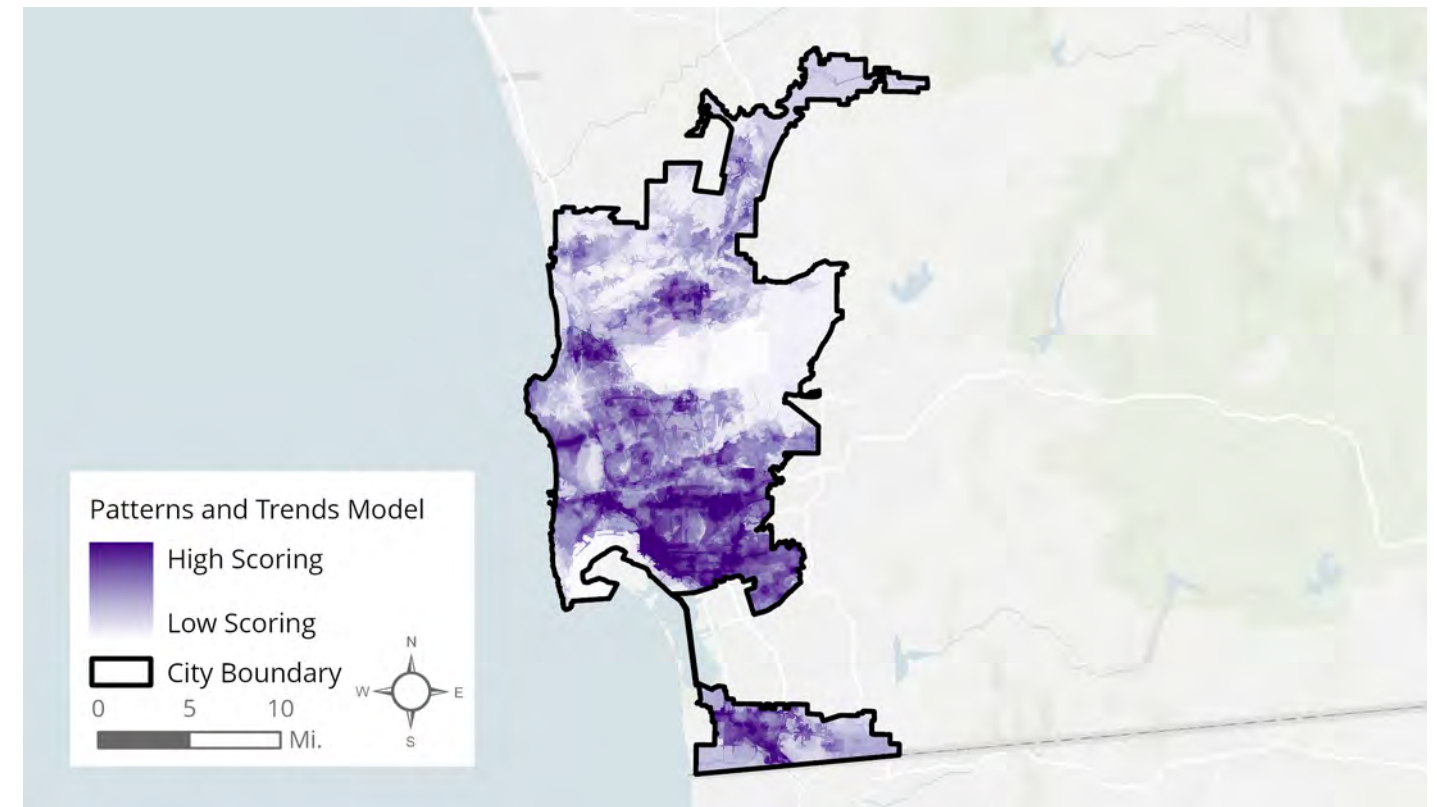 Patterns and Trends Model
High Scoring
Low Scoring
City Boundary
N
W E
S
0 5 10
Mi.